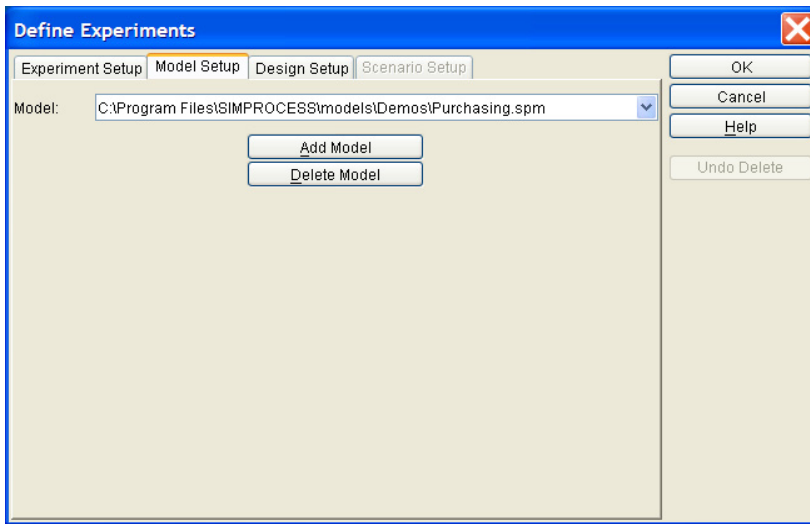 Define Experiments
Experiment Setup Model Setup Design Setup Scenario Setup
OK
Model: C:\Program Files\SIMPROCESS\models\Demos\Purchasing.spm
Cancel
Help
Add Model
Delete Model
Undo Delete